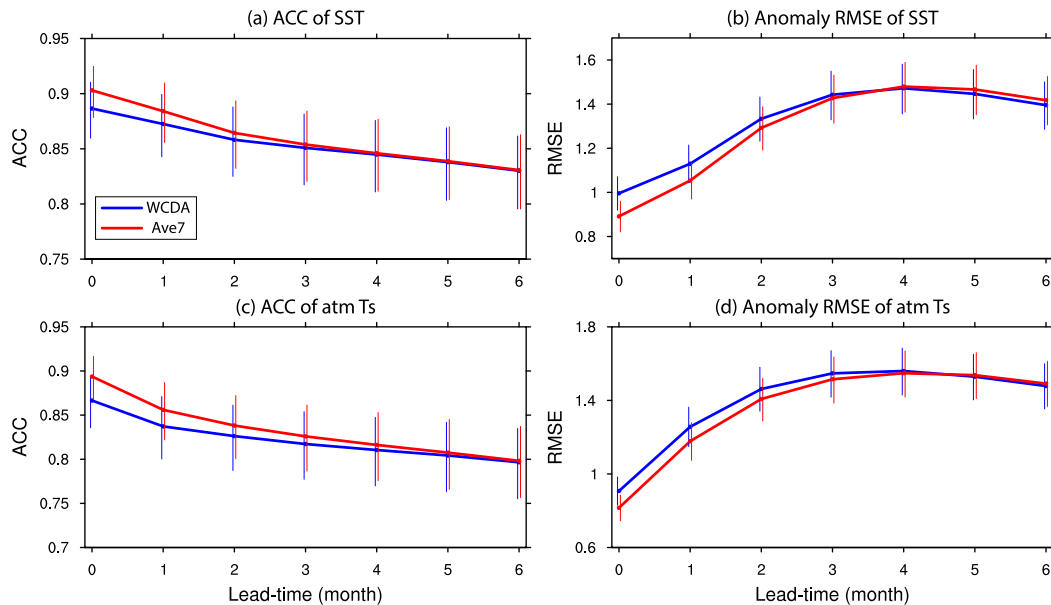 (a) ACC of SST
(b) Anomaly RMSE of SST
0.95
0.9
0.85
0.8
0.75
ACC
WCDA
Ave7
0 1 2 3 4 5 6
1.6
1.4
1.2
1
0.8
RMSE
0 1 2 3 4 5 6
(c) ACC of atm Ts
(d) Anomaly RMSE of atm Ts
0.95
0.9
0.85
0.8
0.75
0.7
ACC
0 1 2 3 4 5 6
Lead-time (month)
1.8
1.4
1
0.6
RMSE
0 1 2 3 4 5 6
Lead-time (month)